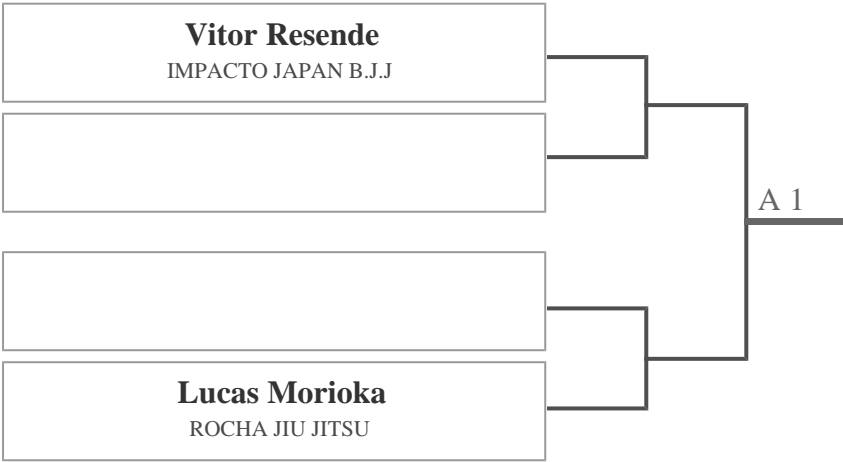 Vitor Resende
IMPACTO JAPAN B.J.J
A 1
Lucas Morioka
ROCHA JIU JITSU